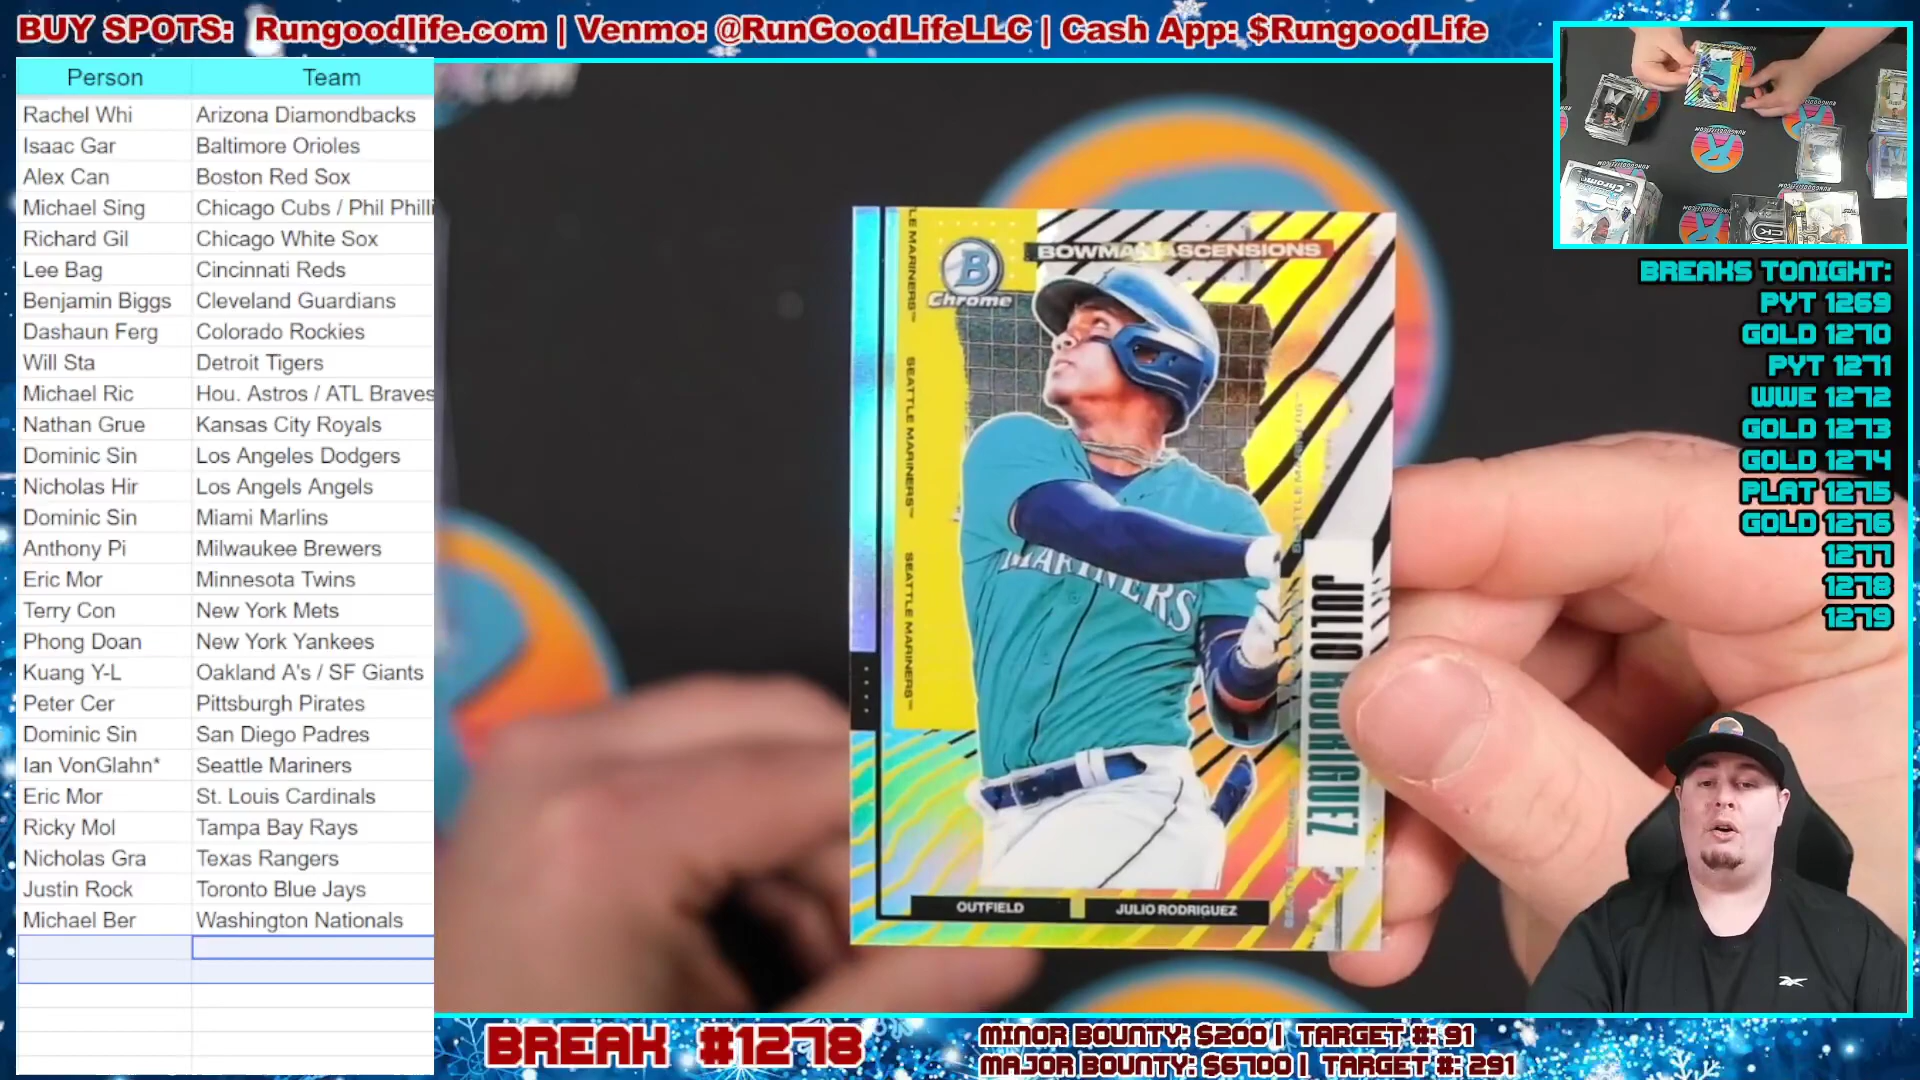 BUY SPOTS: Rungoodlife.com | Venmo: @RunGoodLifeLLC | Cash App: $RungoodLife
Person Team
Rachel Whi Arizona Diamondbacks
Isaac Gar Baltimore Orioles
Alex Can Boston Red Sox
Michael Sing Chicago Cubs / Phil Philli
Richard Gil Chicago White Sox
Lee Bag Cincinnati Reds
Benjamin Biggs Cleveland Guardians
Dashaun Ferg Colorado Rockies
Will Sta Detroit Tigers
Michael Ric Hou. Astros / ATL Braves
Nathan Grue Kansas City Royals
Dominic Sin Los Angeles Dodgers
Nicholas Hir Los Angels Angels
Dominic Sin Miami Marlins
Anthony Pi Milwaukee Brewers
Eric Mor Minnesota Twins
Terry Con New York Mets
Phong Doan New York Yankees
Kuang Y-L Oakland A's / SF Giants
Peter Cer Pittsburgh Pirates
Dominic Sin San Diego Padres
Ian VonGlahn* Seattle Mariners
Eric Mor St. Louis Cardinals
Ricky Mol Tampa Bay Rays
Nicholas Gra Texas Rangers
Justin Rock Toronto Blue Jays
Michael Ber Washington Nationals
BOWMAN ASCENSIONS
B
Chrome
LE MARINERS™
SEATTLE MARINERS™
SEATTLE MARINERS™
MARINERS
JULIO RODRIGUEZ
OUTFIELD
JULIO RODRIGUEZ
BREAKS TONIGHT:
PYT 1269
GOLD 1270
PYT 1271
WWE 1272
GOLD 1273
GOLD 1274
PLAT 1275
GOLD 1276
1277
1278
1279
Reebok
BREAK #1278
MINOR BOUNTY: $200 | TARGET #: 91
MAJOR BOUNTY: $6700 | TARGET #: 291